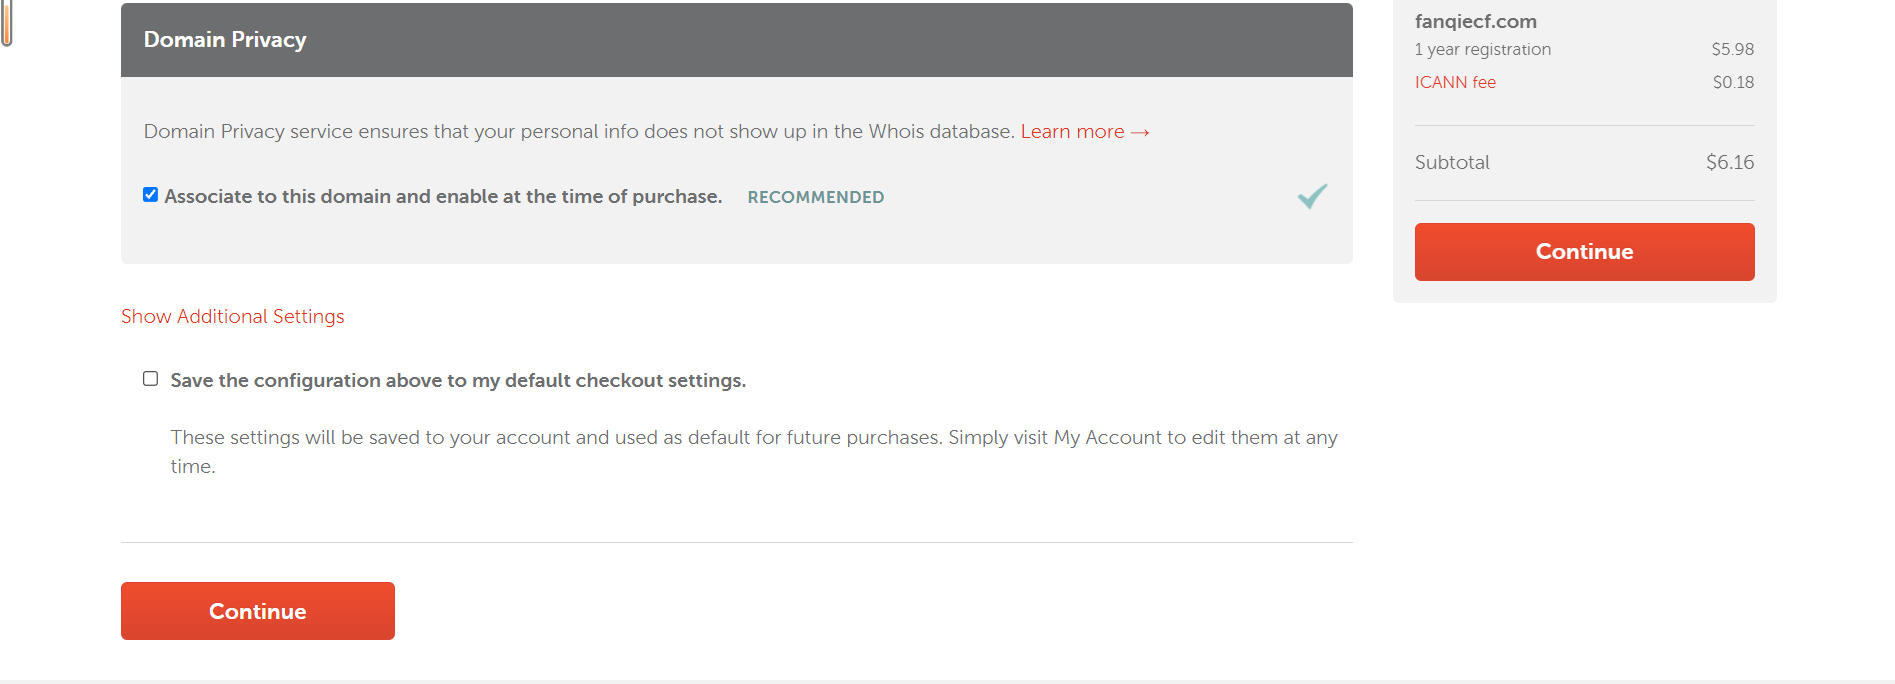 Domain Privacy
Domain Privacy service ensures that your personal info does not show up in the Whois database. Learn more →
Associate to this domain and enable at the time of purchase. RECOMMENDED
Show Additional Settings
Save the configuration above to my default checkout settings.
These settings will be saved to your account and used as default for future purchases. Simply visit My Account to edit them at any
time.
Continue
fanqiecf.com
1 year registration $5.98
ICANN fee $0.18
Subtotal $6.16
Continue